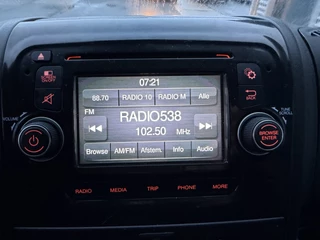 07:21
88.70 RADIO 10 RADIO M Alle
FM
RADIO538
102.50 MHz
Browse AM/FM Afstem. Info Audio
VOLUME
TUNE SCROLL
BACK
BROWSE ENTER
RADIO MEDIA TRIP PHONE MORE